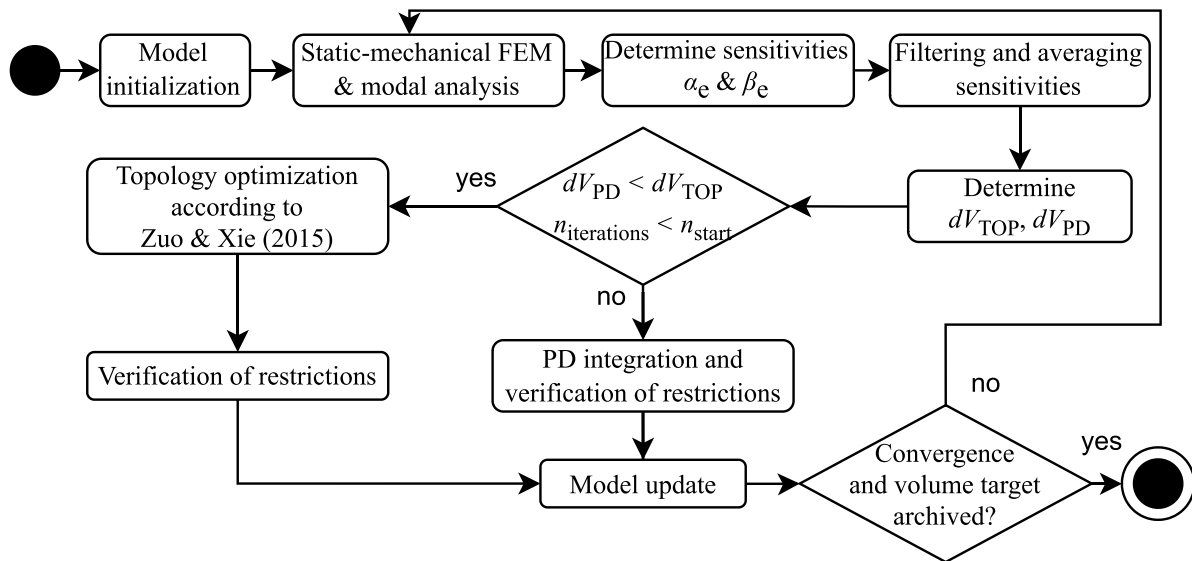 Model
initialization
Static-mechanical FEM
& modal analysis
Determine sensitivities
αe & βe
Filtering and averaging
sensitivities
Determine
dVTOP, dVPD
dVPD < dVTOP
niterations < nstart
yes
no
Topology optimization
according to
Zuo & Xie (2015)
Verification of restrictions
PD integration and
verification of restrictions
Model update
Convergence
and volume target
archived?
no
yes